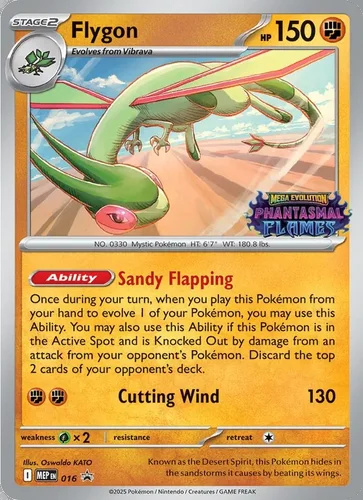 STAGE2 Flygon HP 150
Evolves from Vibrava
MEGA EVOLUTION
PHANTASMAL
FLAMES
NO. 0330 Mystic Pokémon HT: 6'7" WT: 180.8 lbs.
Ability Sandy Flapping
Once during your turn, when you play this Pokémon from
your hand to evolve 1 of your Pokémon, you may use this
Ability. You may also use this Ability if this Pokémon is in
the Active Spot and is Knocked Out by damage from an
attack from your opponent's Pokémon. Discard the top
2 cards of your opponent's deck.
Cutting Wind 130
weakness ×2 resistance retreat
Illus. Oswaldo KATO
MEP EN 016
Known as the Desert Spirit, this Pokémon hides in
the sandstorms it causes by beating its wings.
©2025 Pokémon / Nintendo / Creatures / GAME FREAK